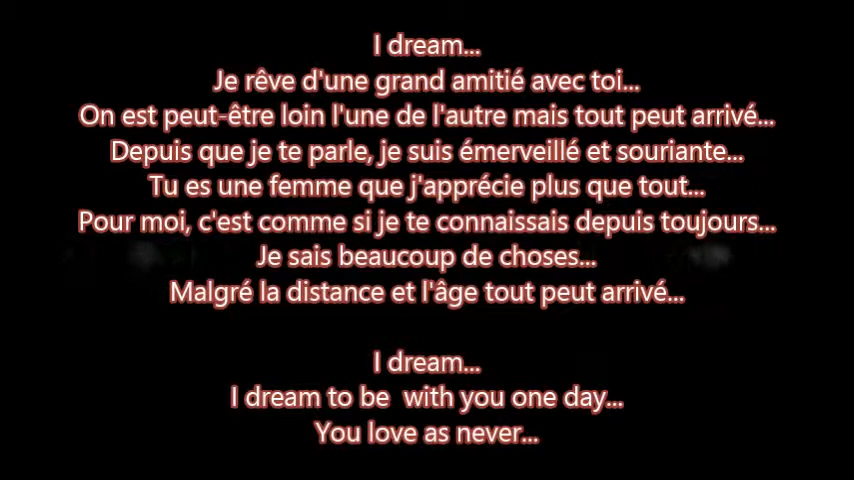 I dream...
Je rêve d'une grand amitié avec toi...
On est peut-être loin l'une de l'autre mais tout peut arrivé...
Depuis que je te parle, je suis émerveillé et souriante...
Tu es une femme que j'apprécie plus que tout...
Pour moi, c'est comme si je te connaissais depuis toujours...
Je sais beaucoup de choses...
Malgré la distance et l'âge tout peut arrivé...
I dream...
I dream to be  with you one day...
You love as never...